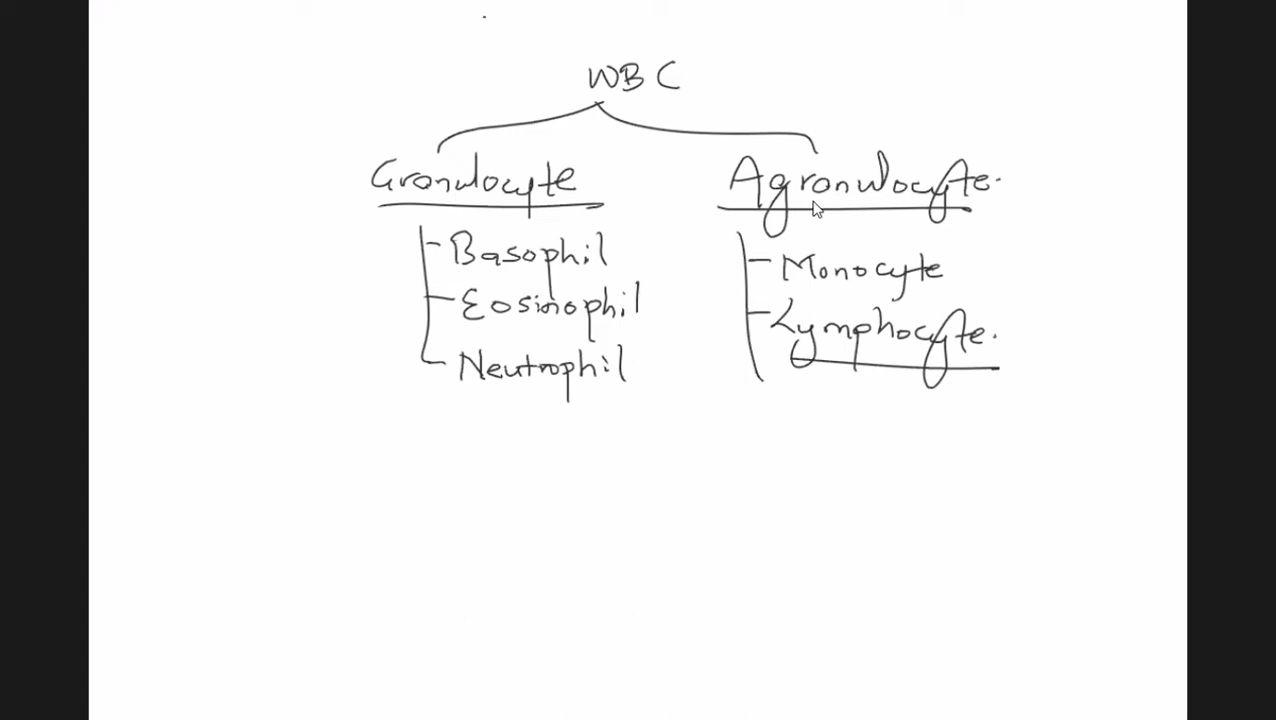 WBC
Granulocyte
Basophil
Eosinophil
Neutrophil
Agranulocyte.
Monocyte
Lymphocyte.